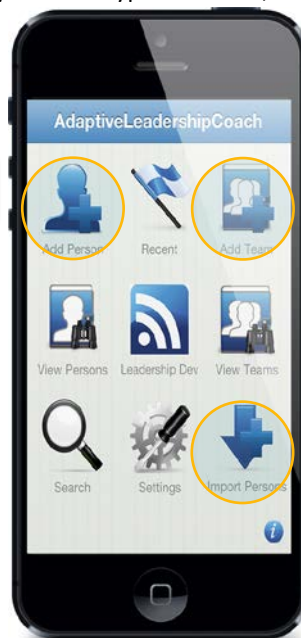 AdaptiveLeadershipCoach
Add Person Recent Add Team
View Persons Leadership Dev View Teams
Search Settings Import Persons
i